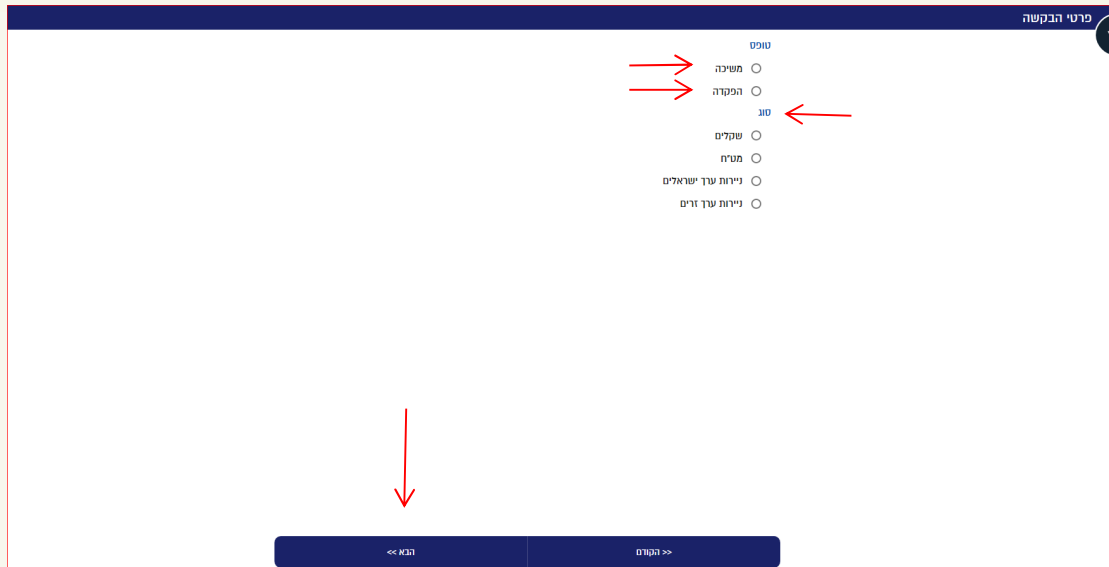 פרטי הבקשה
טופס
משיכה
הפקדה
סוג
שקלים
מט"ח
ניירות ערך ישראלים
ניירות ערך זרים
<< הקודם
הבא >>